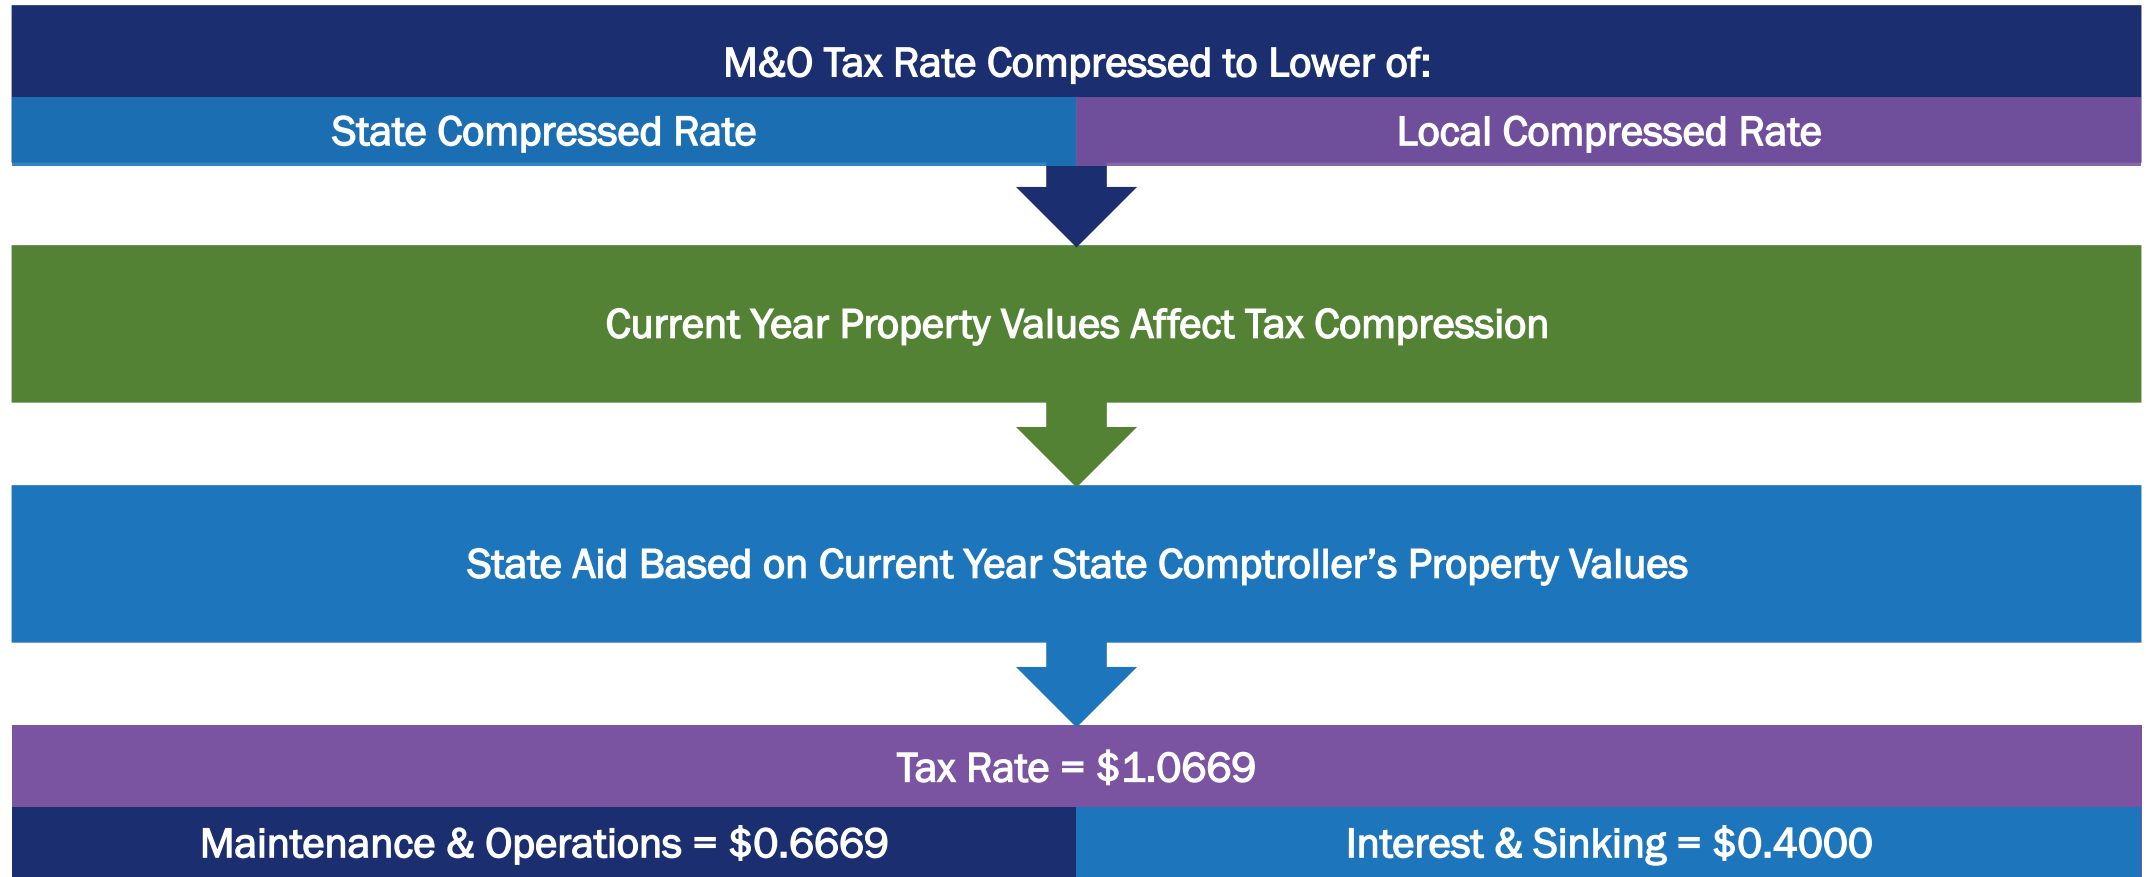 M&O Tax Rate Compressed to Lower of:
State Compressed Rate
Local Compressed Rate
Current Year Property Values Affect Tax Compression
State Aid Based on Current Year State Comptroller’s Property Values
Tax Rate = $1.0669
Maintenance & Operations = $0.6669
Interest & Sinking = $0.4000